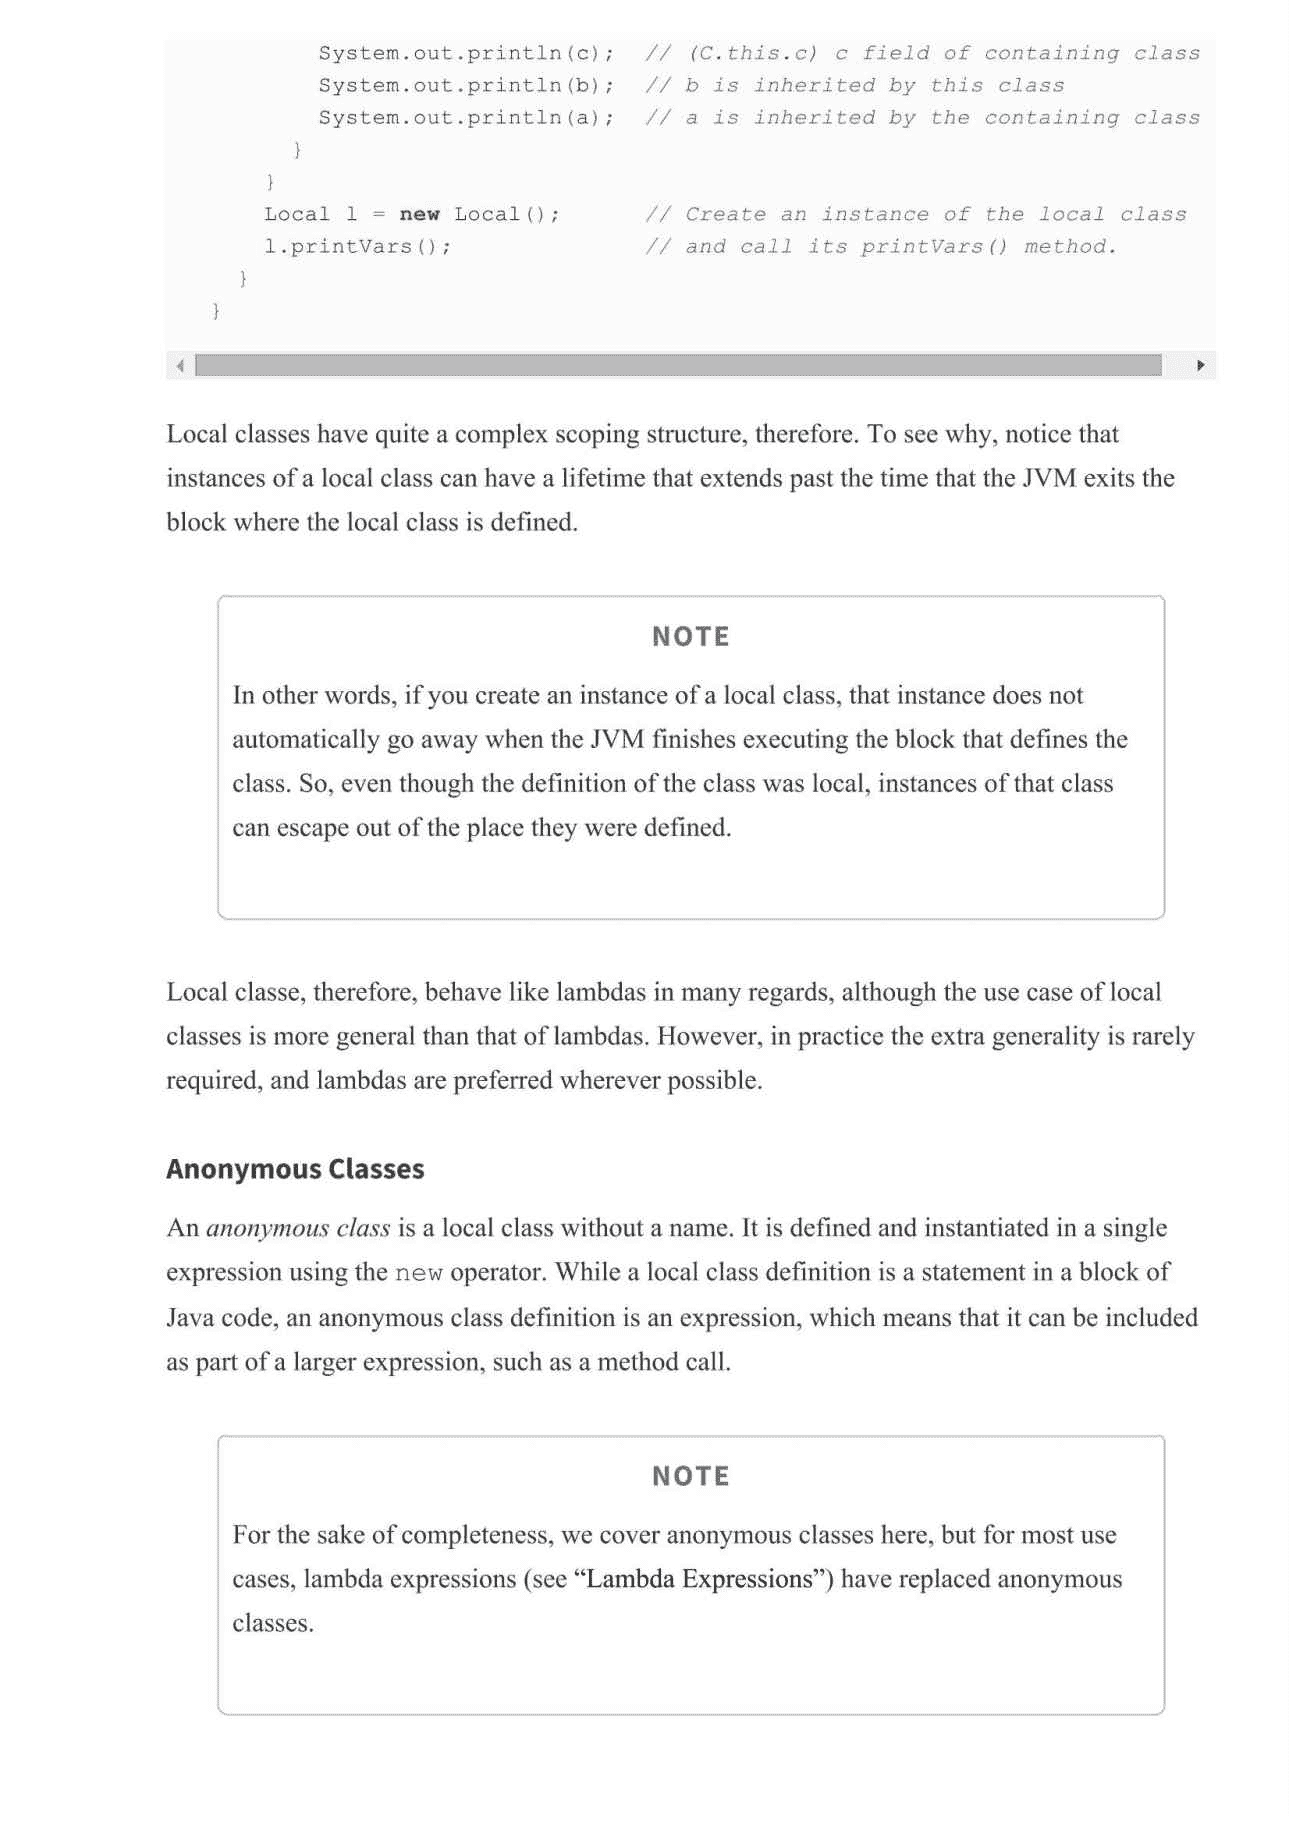 System.out.println(c);  // (C.this.c) c field of containing class
System.out.println(b);  // b is inherited by this class
System.out.println(a);  // a is inherited by the containing class
}
}
Local l = new Local();      // Create an instance of the local class
l.printVars();              // and call its printVars() method.
}
}
Local classes have quite a complex scoping structure, therefore. To see why, notice that
instances of a local class can have a lifetime that extends past the time that the JVM exits the
block where the local class is defined.
NOTE
In other words, if you create an instance of a local class, that instance does not
automatically go away when the JVM finishes executing the block that defines the
class. So, even though the definition of the class was local, instances of that class
can escape out of the place they were defined.
Local classe, therefore, behave like lambdas in many regards, although the use case of local
classes is more general than that of lambdas. However, in practice the extra generality is rarely
required, and lambdas are preferred wherever possible.
Anonymous Classes
An anonymous class is a local class without a name. It is defined and instantiated in a single
expression using the new operator. While a local class definition is a statement in a block of
Java code, an anonymous class definition is an expression, which means that it can be included
as part of a larger expression, such as a method call.
NOTE
For the sake of completeness, we cover anonymous classes here, but for most use
cases, lambda expressions (see “Lambda Expressions”) have replaced anonymous
classes.